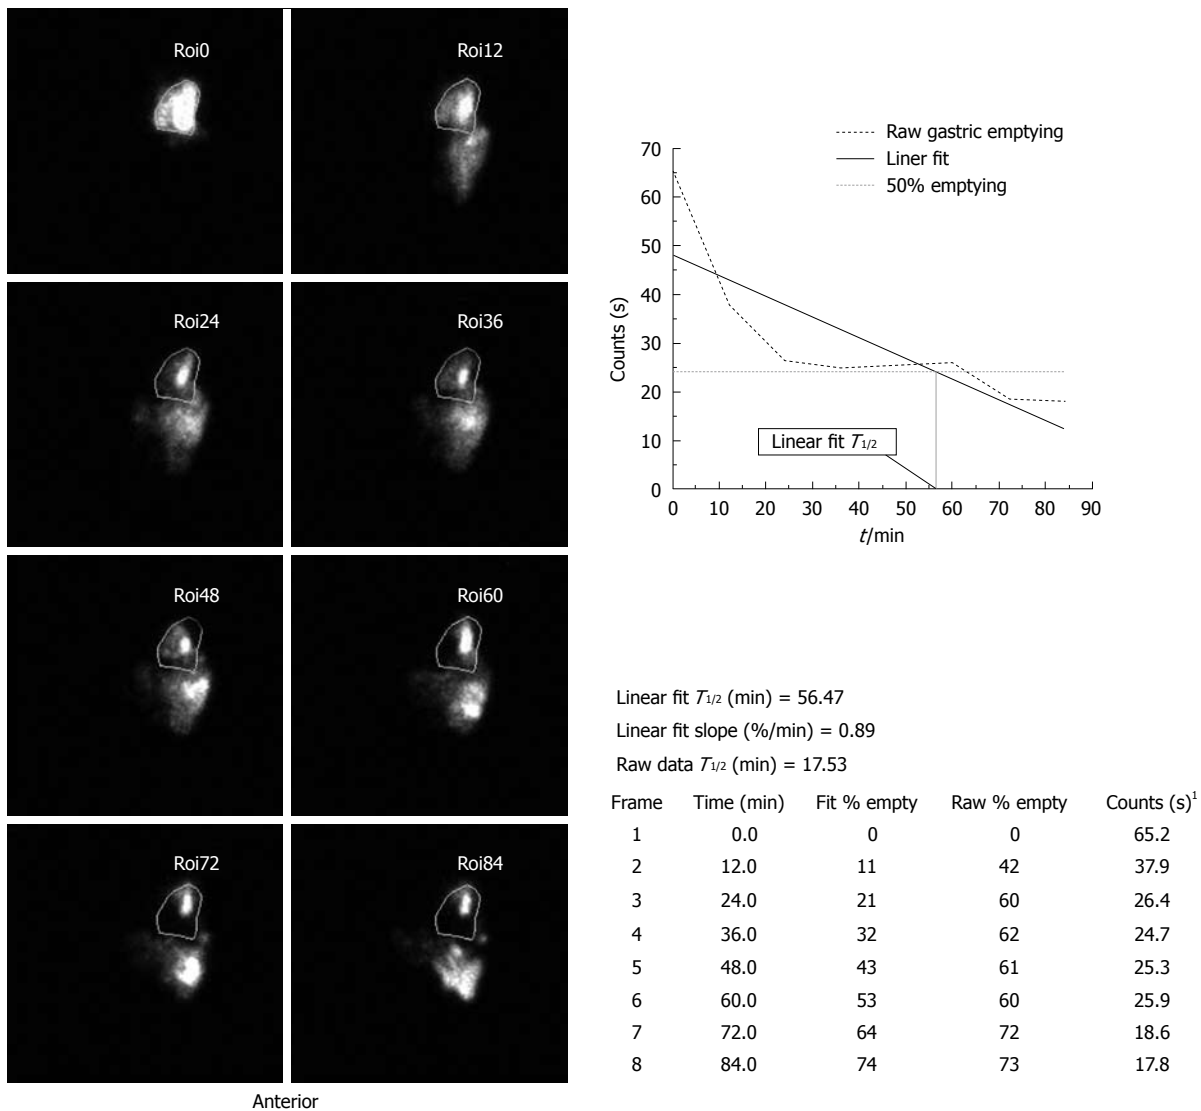 Roi0
Roi12
Roi24
Roi36
Roi48
Roi60
Roi72
Roi84
Anterior
Raw gastric emptying
Liner fit
50% emptying
70
60
50
40
30
20
10
0
Counts (s)
Linear fit T1/2
0 10 20 30 40 50 60 70 80 90
t/min
Linear fit T1/2 (min) = 56.47
Linear fit slope (%/min) = 0.89
Raw data T1/2 (min) = 17.53
Frame Time (min) Fit % empty Raw % empty Counts (s)1
1 0.0 0 0 65.2
2 12.0 11 42 37.9
3 24.0 21 60 26.4
4 36.0 32 62 24.7
5 48.0 43 61 25.3
6 60.0 53 60 25.9
7 72.0 64 72 18.6
8 84.0 74 73 17.8